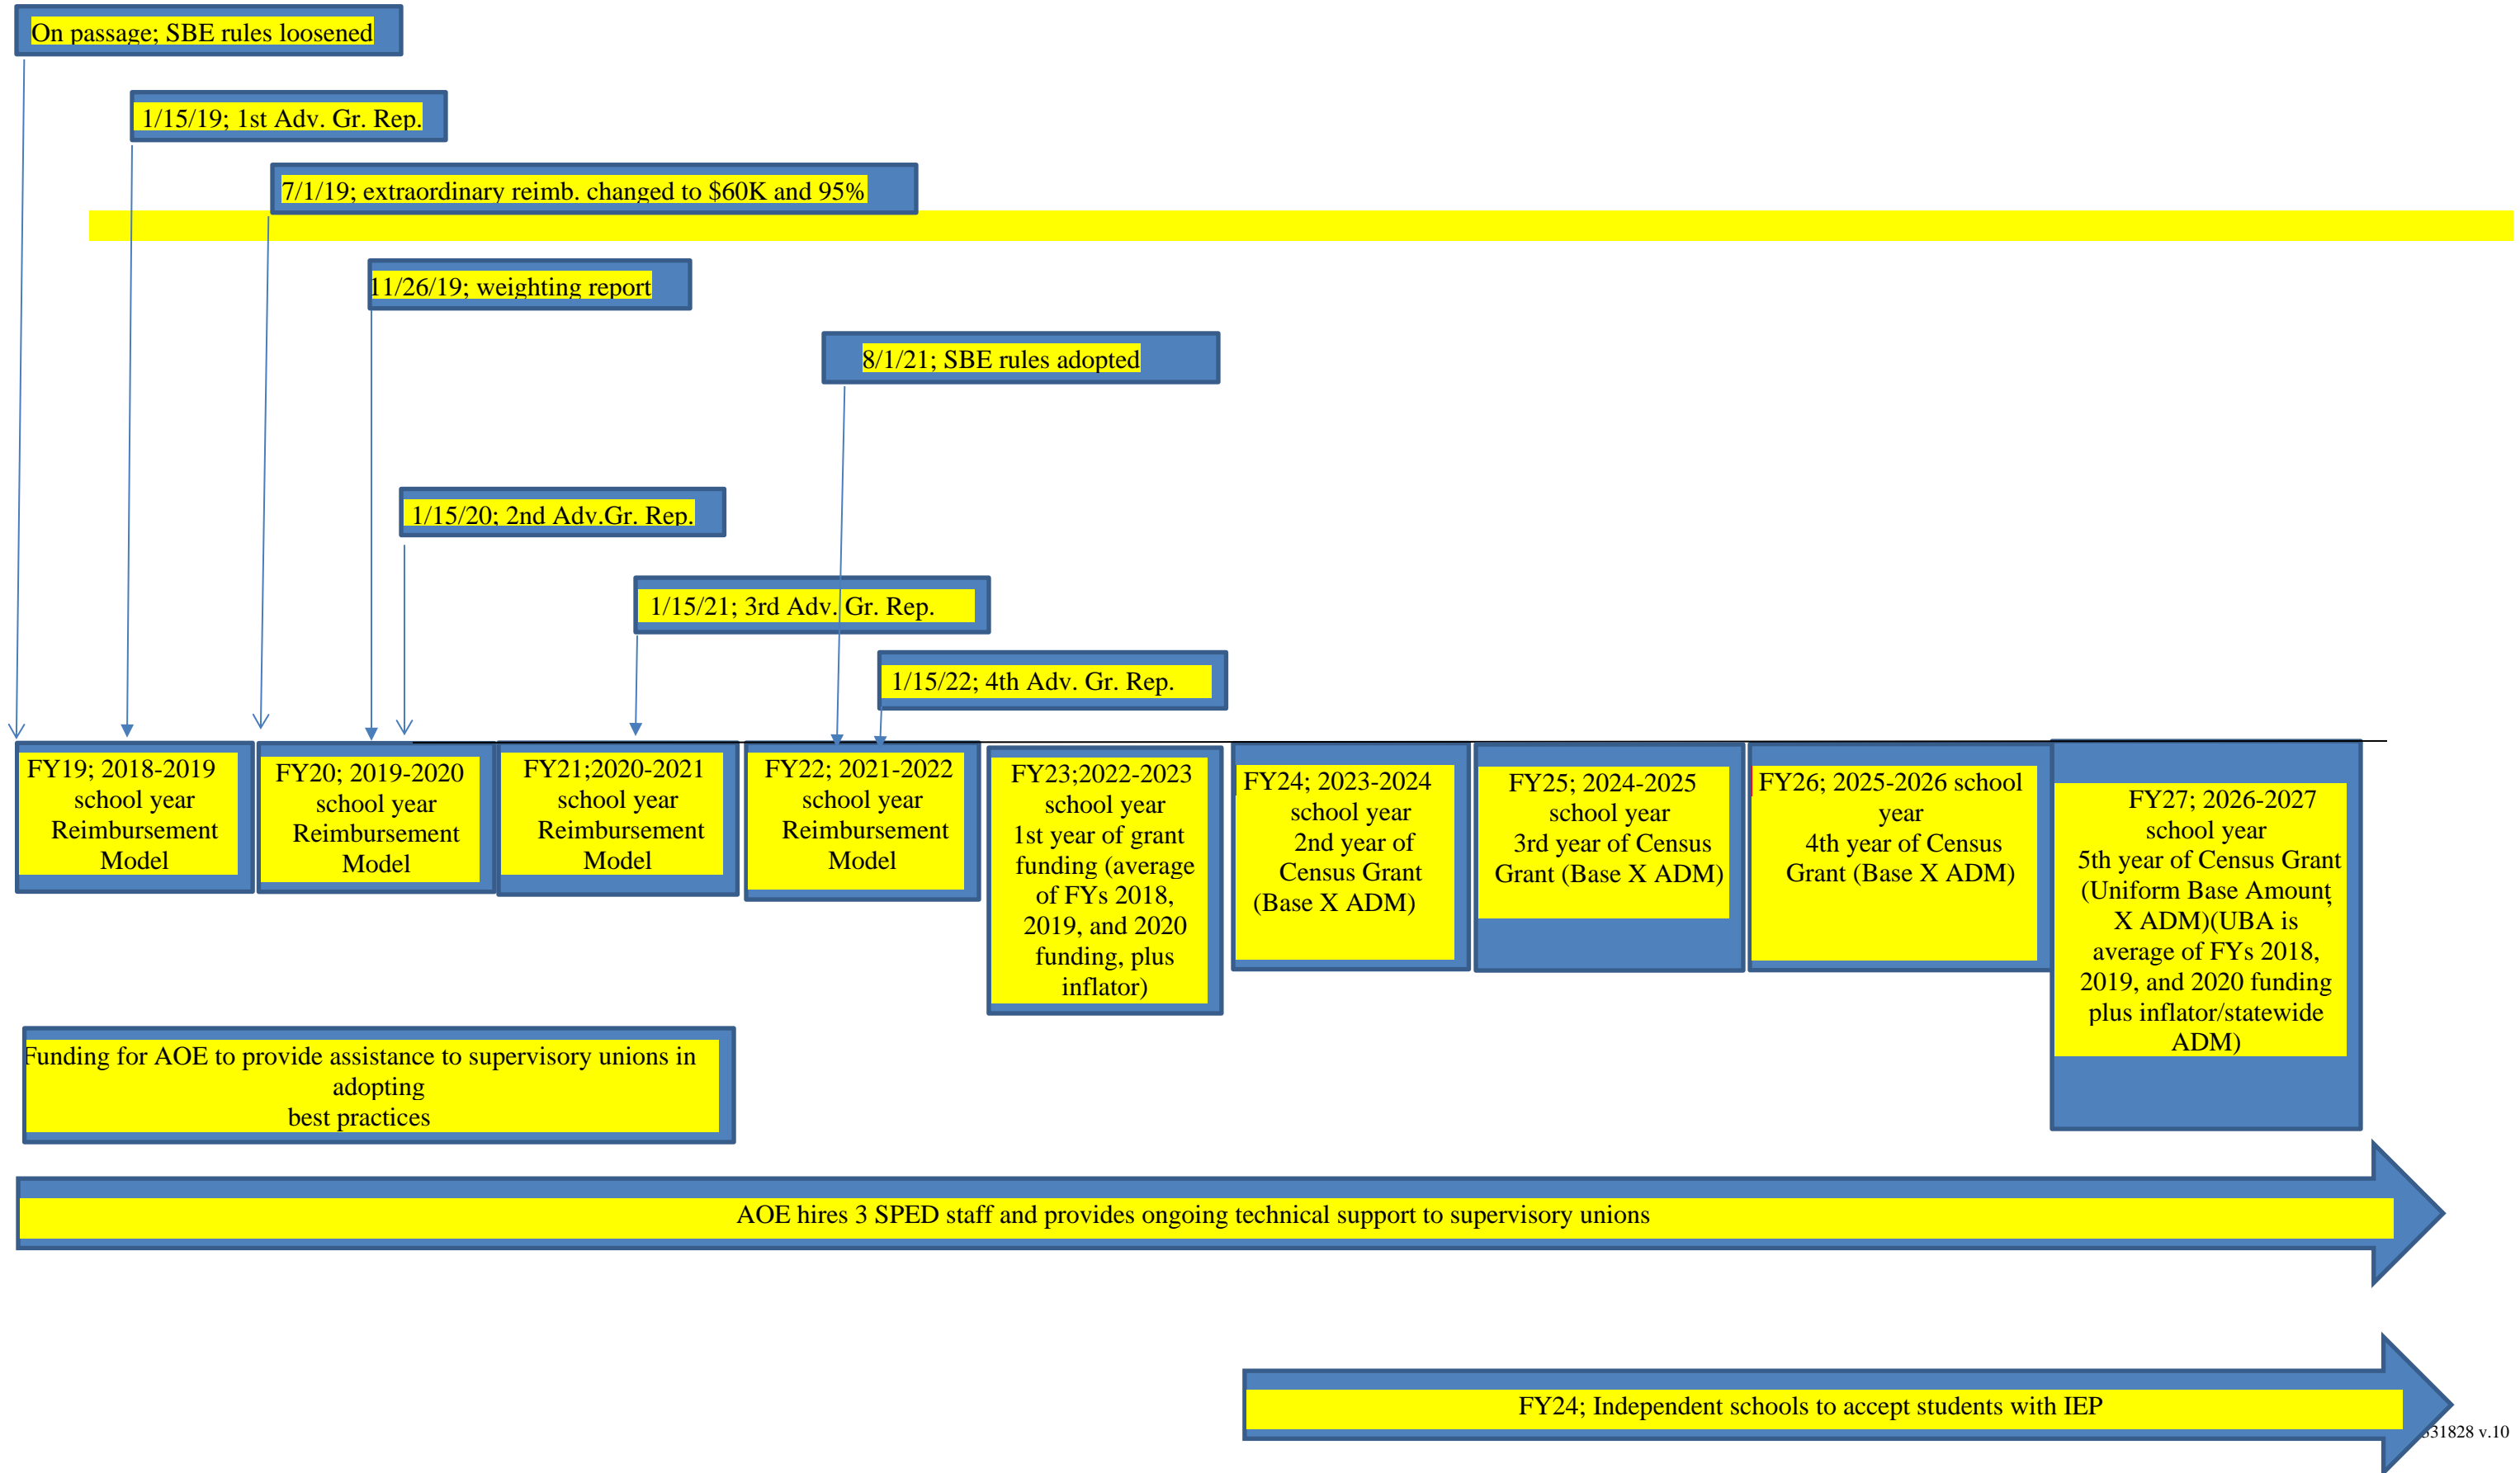 On passage; SBE rules loosened
1/15/19; 1st Adv. Gr. Rep.
7/1/19; extraordinary reimb. changed to $60K and 95%
11/26/19; weighting report
8/1/21; SBE rules adopted
1/15/20; 2nd Adv.Gr. Rep.
1/15/21; 3rd Adv. Gr. Rep.
1/15/22; 4th Adv. Gr. Rep.
FY19; 2018-2019
school year
Reimbursement
Model
FY20; 2019-2020
school year
Reimbursement
Model
FY21;2020-2021
school year
Reimbursement
Model
FY22; 2021-2022
school year
Reimbursement
Model
FY23;2022-2023
school year
1st year of grant
funding (average
of FYs 2018,
2019, and 2020
funding, plus
inflator)
FY24; 2023-2024
school year
2nd year of
Census Grant
(Base X ADM)
FY25; 2024-2025
school year
3rd year of Census
Grant (Base X ADM)
FY26; 2025-2026 school
year
4th year of Census
Grant (Base X ADM)
FY27; 2026-2027
school year
5th year of Census Grant
(Uniform Base Amount,
X ADM)(UBA is
average of FYs 2018,
2019, and 2020 funding
plus inflator/statewide
ADM)
Funding for AOE to provide assistance to supervisory unions in
adopting
best practices
AOE hires 3 SPED staff and provides ongoing technical support to supervisory unions
FY24; Independent schools to accept students with IEP
31828 v.10